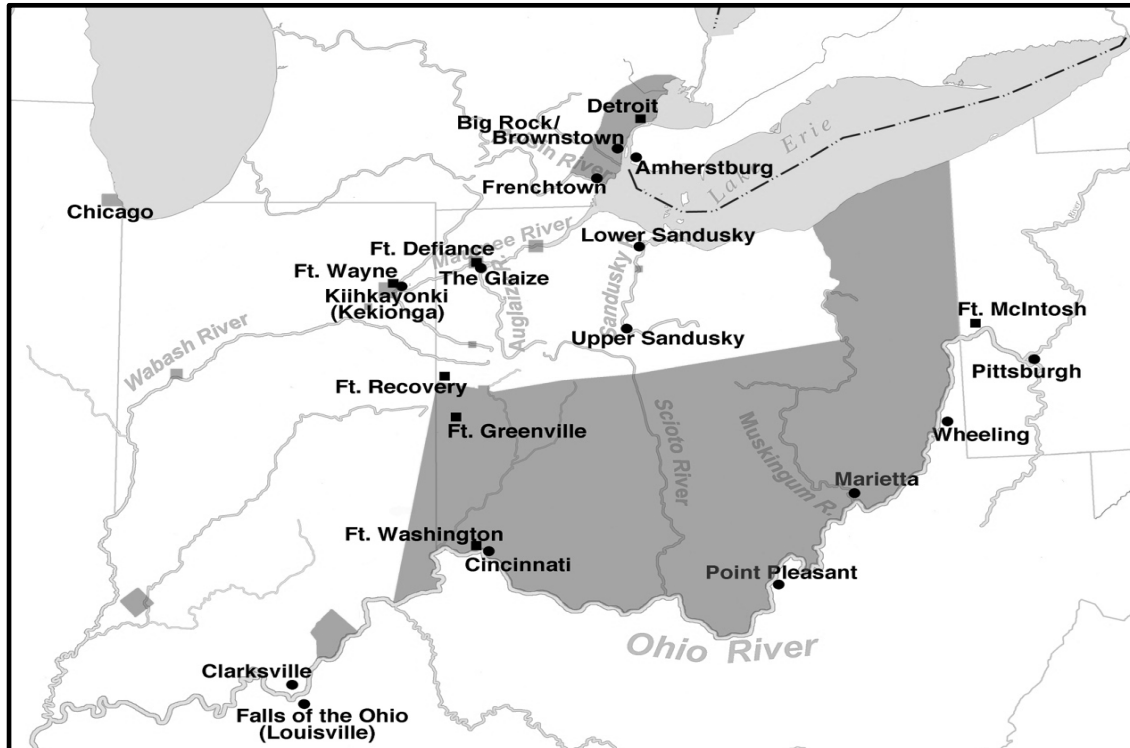 Detroit
Big Rock/
Brownstown
Erie
Lake
Amherstburg
Frenchtown
River
Chicago
Lower Sandusky
River
Ft. Defiance
Ft. Wayne
The Glaize
Kiihkayonki
(Kekionga)
Auglaize R.
Sandusky
Ft. McIntosh
Upper Sandusky
Wabash River
Pittsburgh
Ft. Recovery
Scioto River
Muskingum R.
Ft. Greenville
Wheeling
Marietta
Ft. Washington
Cincinnati
Point Pleasant
Ohio River
Clarksville
Falls of the Ohio
(Louisville)